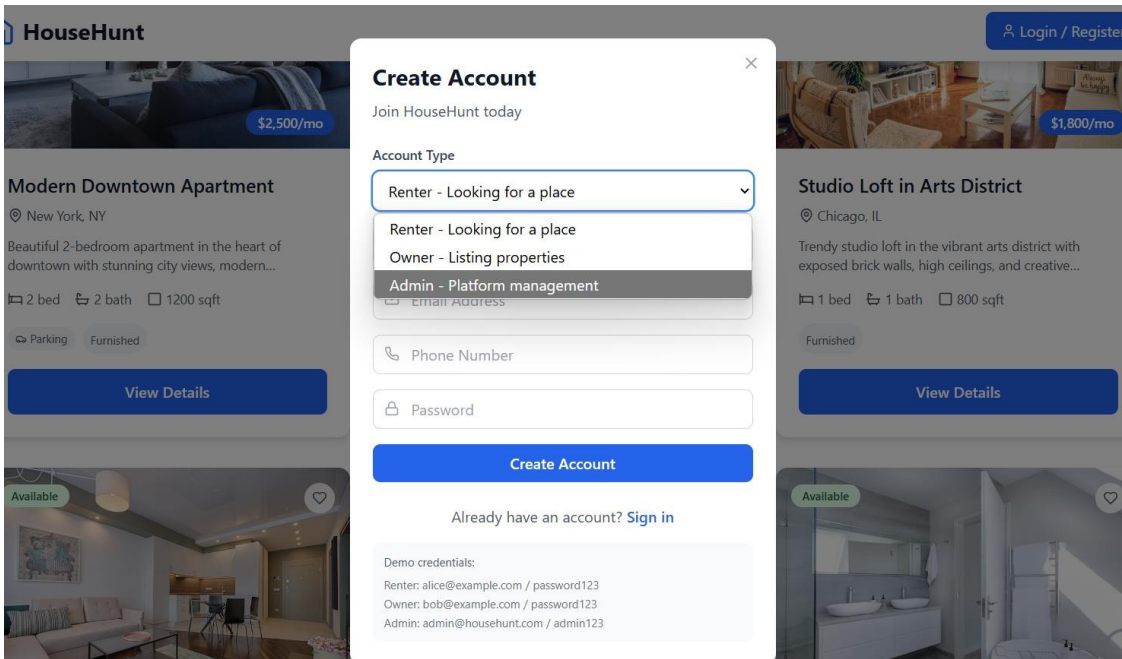 HouseHunt
Login / Register
$2,500/mo
Modern Downtown Apartment
New York, NY
Beautiful 2-bedroom apartment in the heart of
downtown with stunning city views, modern...
2 bed 2 bath 1200 sqft
Parking Furnished
View Details
Available
Create Account
Join HouseHunt today
Account Type
Renter - Looking for a place
Renter - Looking for a place
Owner - Listing properties
Admin - Platform management
Email Address
Phone Number
Password
Create Account
Already have an account? Sign in
Demo credentials:
Renter: alice@example.com / password123
Owner: bob@example.com / password123
Admin: admin@househunt.com / admin123
$1,800/mo
Studio Loft in Arts District
Chicago, IL
Trendy studio loft in the vibrant arts district with
exposed brick walls, high ceilings, and creative...
1 bed 1 bath 800 sqft
Furnished
View Details
Available